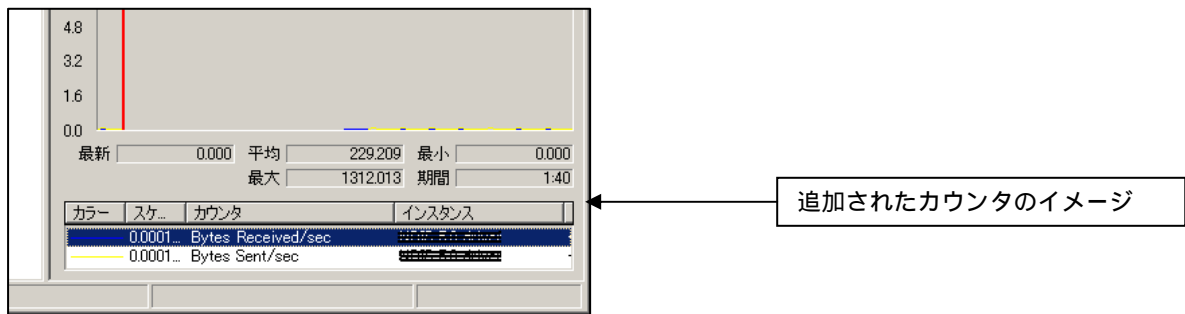 4.8
3.2
1.6
0.0
最新 0.000 平均 229.209 最小 0.000
最大 1312.013 期間 1:40
カラー スケ... カウンタ インスタンス
0.0001... Bytes Received/sec
0.0001... Bytes Sent/sec
追加されたカウンタのイメージ